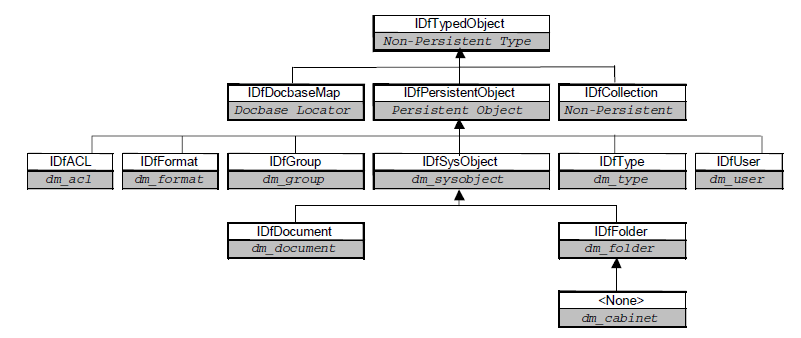 IDfTypedObject
Non-Persistent Type
IDfDocbaseMap
Docbase Locator
IDfPersistentObject
Persistent Object
IDfCollection
Non-Persistent
IDfACL
dm_acl
IDfFormat
dm_format
IDfGroup
dm_group
IDfSysObject
dm_sysobject
IDfType
dm_type
IDfUser
dm_user
IDfDocument
dm_document
IDfFolder
dm_folder
<None>
dm_cabinet